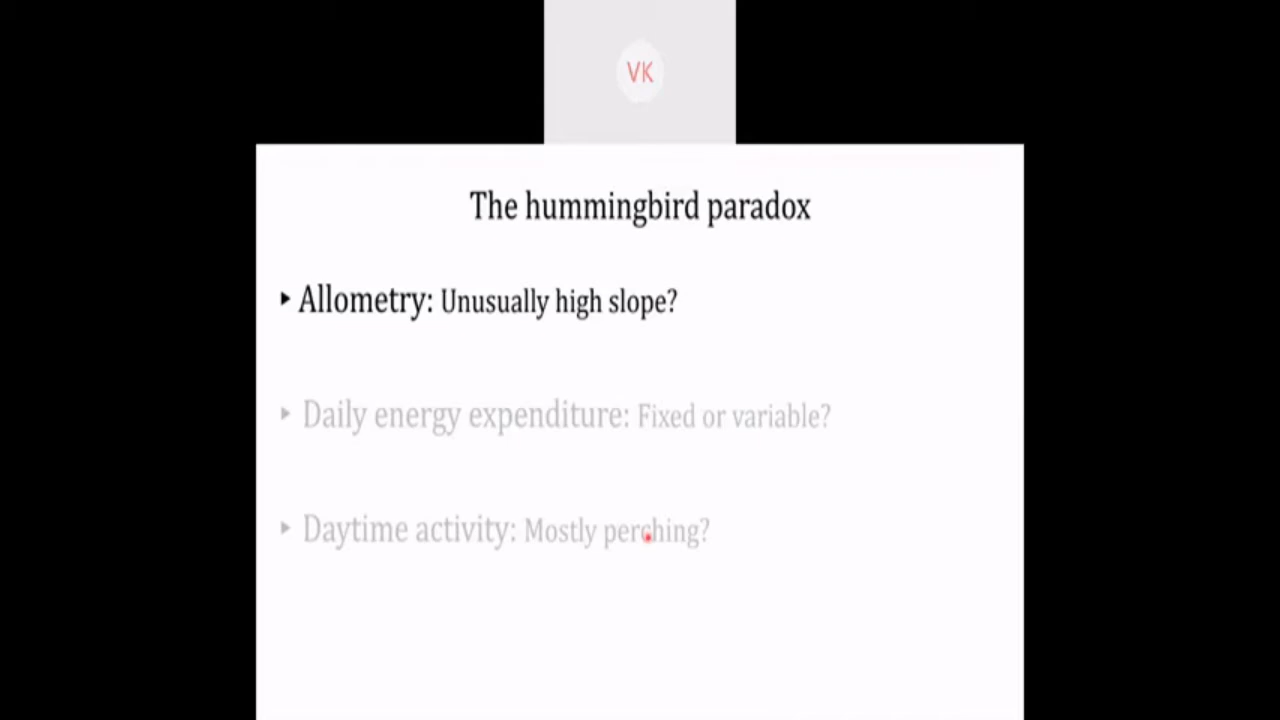 VK
The hummingbird paradox
Allometry: Unusually high slope?
Daily energy expenditure: Fixed or variable?
Daytime activity: Mostly perching?